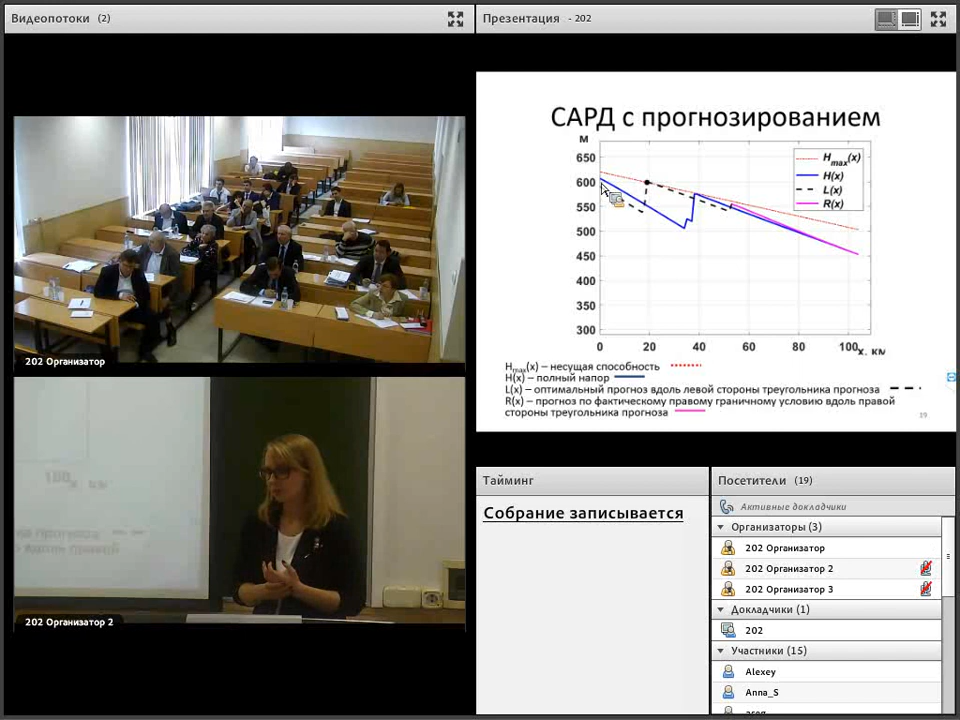 Видеопотоки (2)
202 Организатор
202 Организатор 2
Презентация - 202
САРД с прогнозированием
м
650
600
550
500
450
400
350
300
0 20 40 60 80 100
x, км
Hmax(x)
H(x)
L(x)
R(x)
Hmax(x) – несущая способность
H(x) – полный напор
L(x) – оптимальный прогноз вдоль левой стороны треугольника прогноза
R(x) – прогноз по фактическому правому граничному условию вдоль правой
стороны треугольника прогноза
19
Тайминг
Собрание записывается
Посетители (19)
Активные докладчики
Организаторы (3)
202 Организатор
202 Организатор 2
202 Организатор 3
Докладчики (1)
202
Участники (15)
Alexey
Anna_S